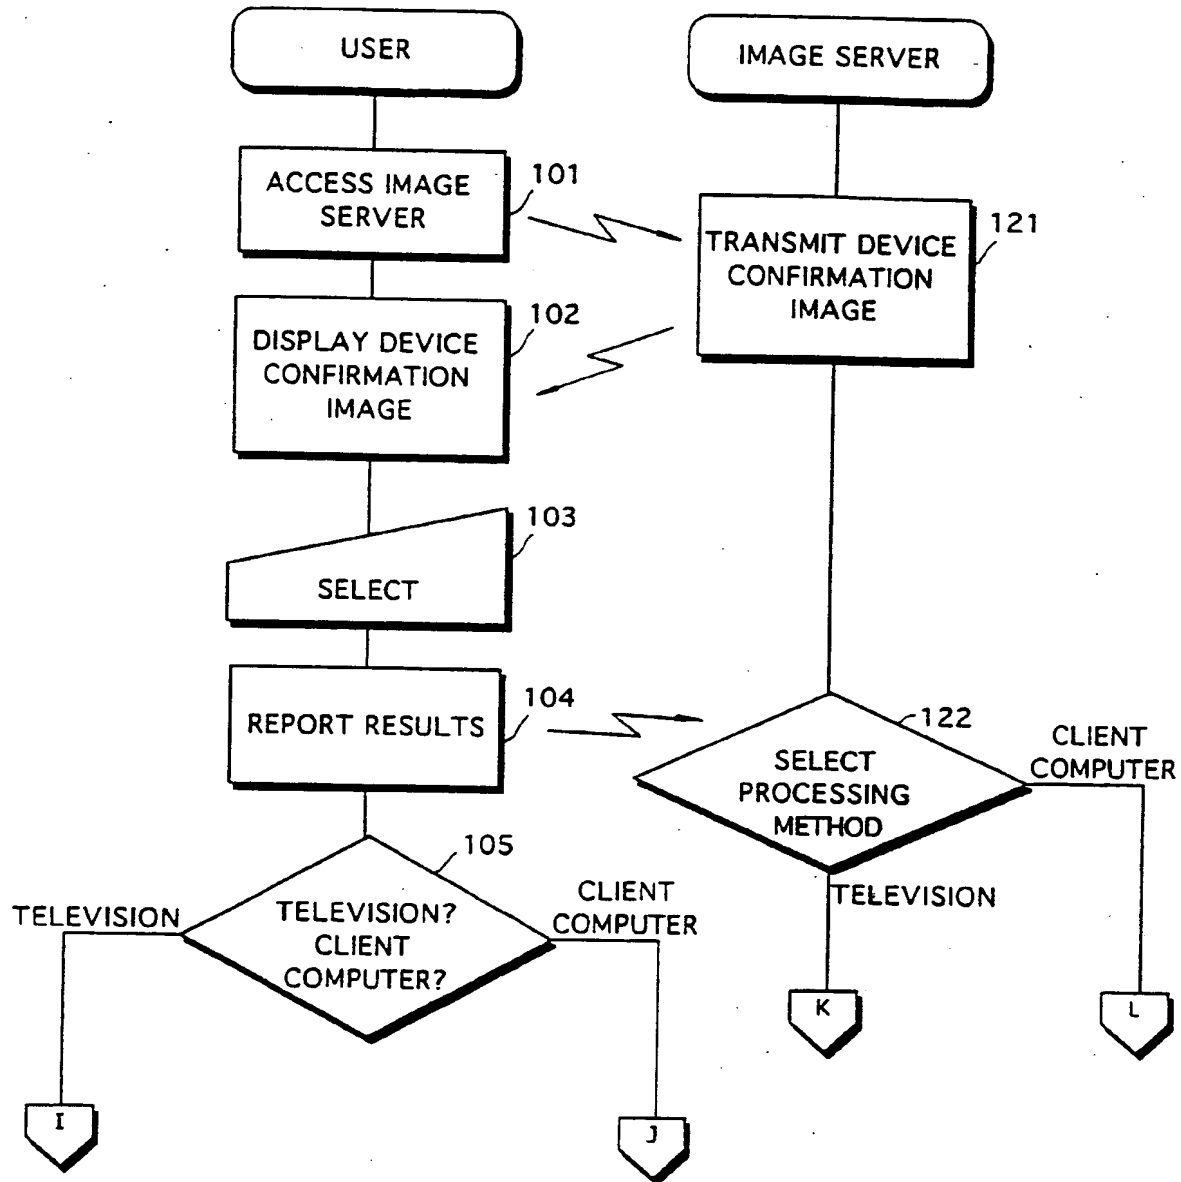 USER
IMAGE SERVER
ACCESS IMAGE
SERVER
101
TRANSMIT DEVICE
CONFIRMATION
IMAGE
121
DISPLAY DEVICE
CONFIRMATION
IMAGE
102
SELECT
103
REPORT RESULTS
104
SELECT
PROCESSING
METHOD
122
CLIENT
COMPUTER
TELEVISION
TELEVISION?
CLIENT
COMPUTER?
105
TELEVISION
CLIENT
COMPUTER
K
L
I
J